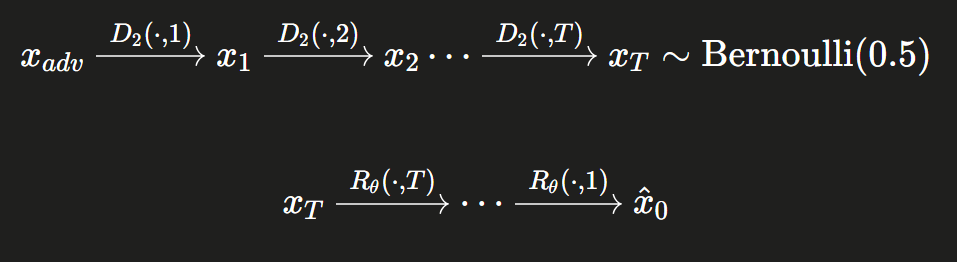 $x_{adv} \xrightarrow{D_2(\cdot,1)} x_1 \xrightarrow{D_2(\cdot,2)} x_2 \cdots \xrightarrow{D_2(\cdot,T)} x_T \sim \text{Bernoulli}(0.5)$
$x_T \xrightarrow{R_\theta(\cdot,T)} \cdots \xrightarrow{R_\theta(\cdot,1)} \hat{x}_0$